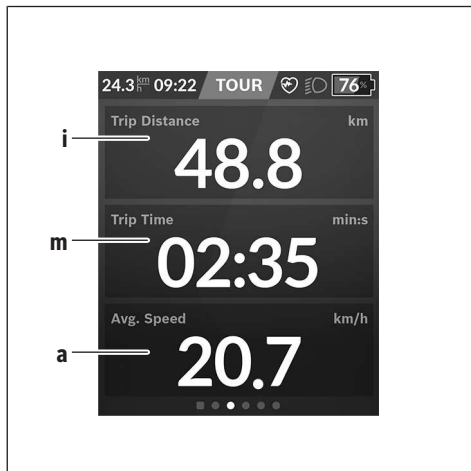 24.3 km/h 09:22 TOUR 76%
Trip Distance km
i
48.8
Trip Time min:s
m
02:35
Avg. Speed km/h
a
20.7